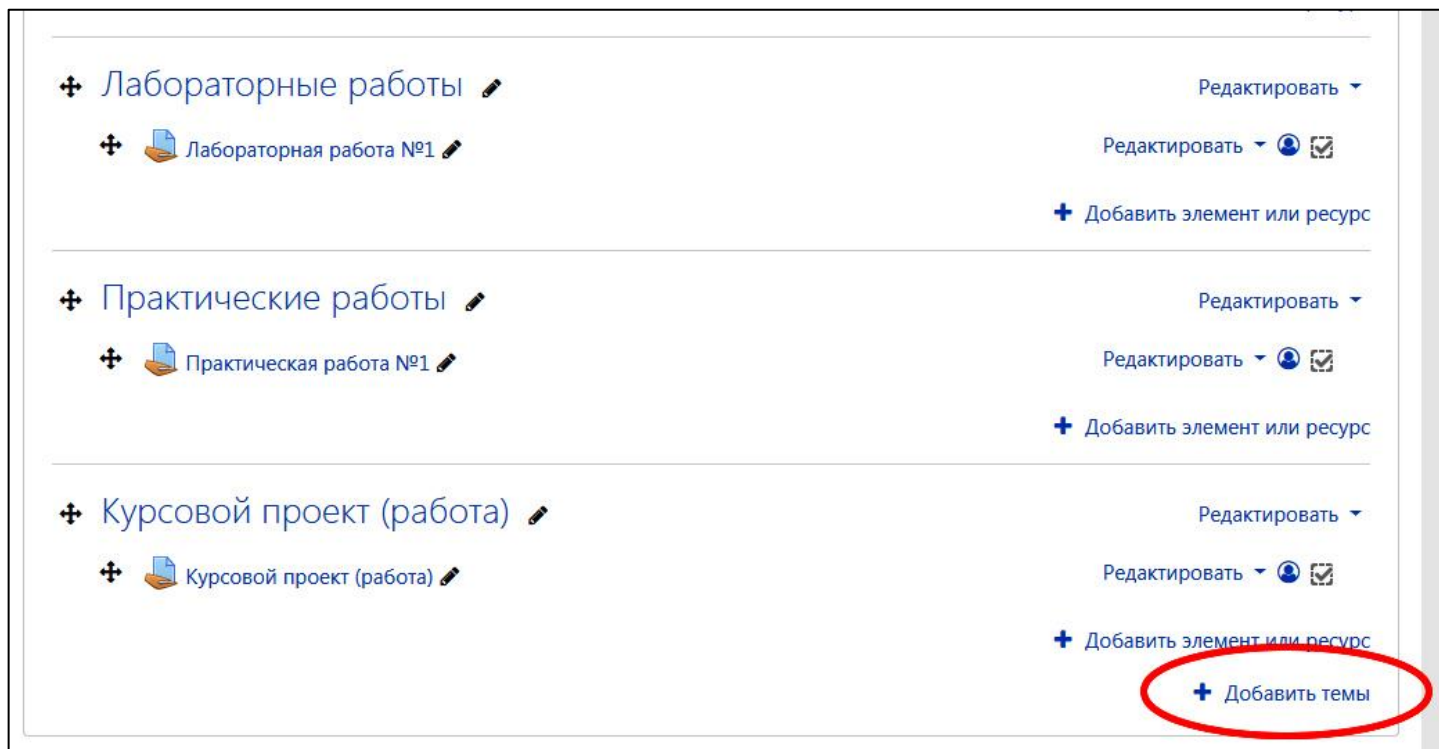 Лабораторные работы Редактировать
Лабораторная работа №1 Редактировать
Добавить элемент или ресурс
Практические работы Редактировать
Практическая работа №1 Редактировать
Добавить элемент или ресурс
Курсовой проект (работа) Редактировать
Курсовой проект (работа) Редактировать
Добавить элемент или ресурс
Добавить темы